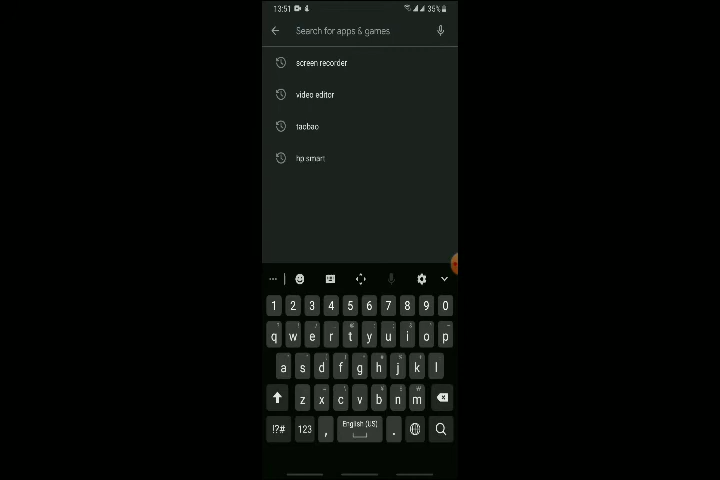 13:51 35%
Search for apps & games
screen recorder
video editor
taobao
hp smart
1 2 3 4 5 6 7 8 9 0
q w e r t y u i o p
a s d f g h j k l
z x c v b n m
!?# 123 , English (US) .